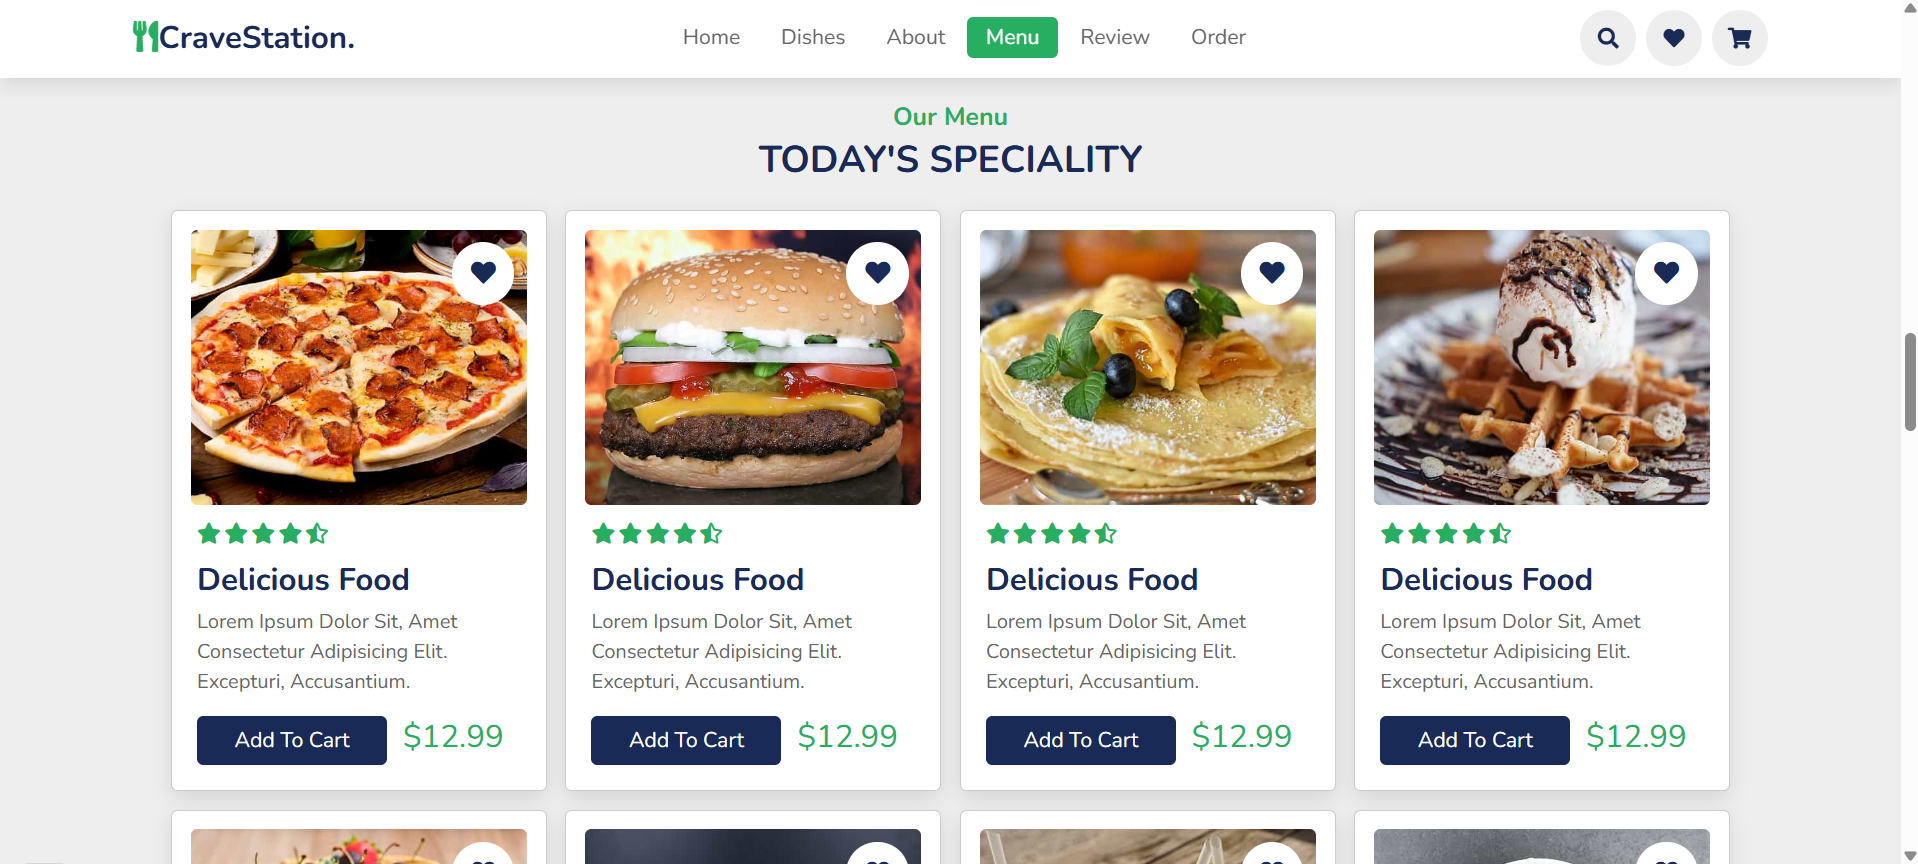 CraveStation.
Home Dishes About Menu Review Order
Our Menu
TODAY'S SPECIALITY
Delicious Food
Lorem Ipsum Dolor Sit, Amet
Consectetur Adipisicing Elit.
Excepturi, Accusantium.
Add To Cart $12.99
Delicious Food
Lorem Ipsum Dolor Sit, Amet
Consectetur Adipisicing Elit.
Excepturi, Accusantium.
Add To Cart $12.99
Delicious Food
Lorem Ipsum Dolor Sit, Amet
Consectetur Adipisicing Elit.
Excepturi, Accusantium.
Add To Cart $12.99
Delicious Food
Lorem Ipsum Dolor Sit, Amet
Consectetur Adipisicing Elit.
Excepturi, Accusantium.
Add To Cart $12.99